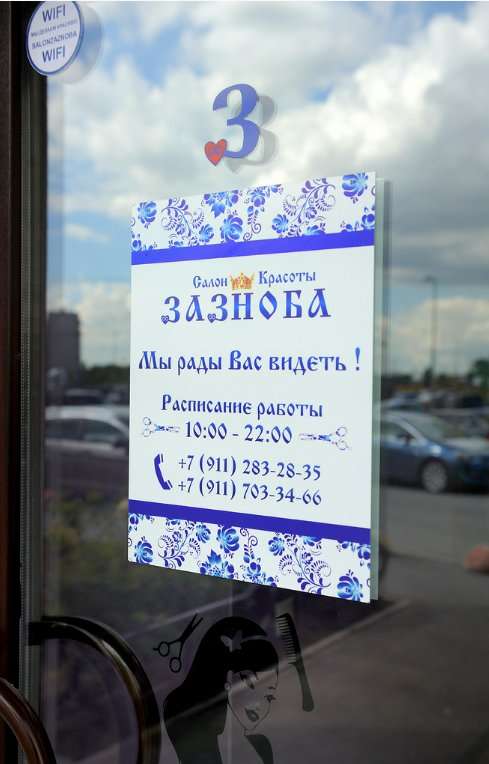 WIFI
SALONZAZNOBA
WIFI
З
Салон Красоты
ЗАЗНОБА
Мы рады Вас видеть !
Расписание работы
10:00 - 22:00
+7 (911) 283-28-35
+7 (911) 703-34-66